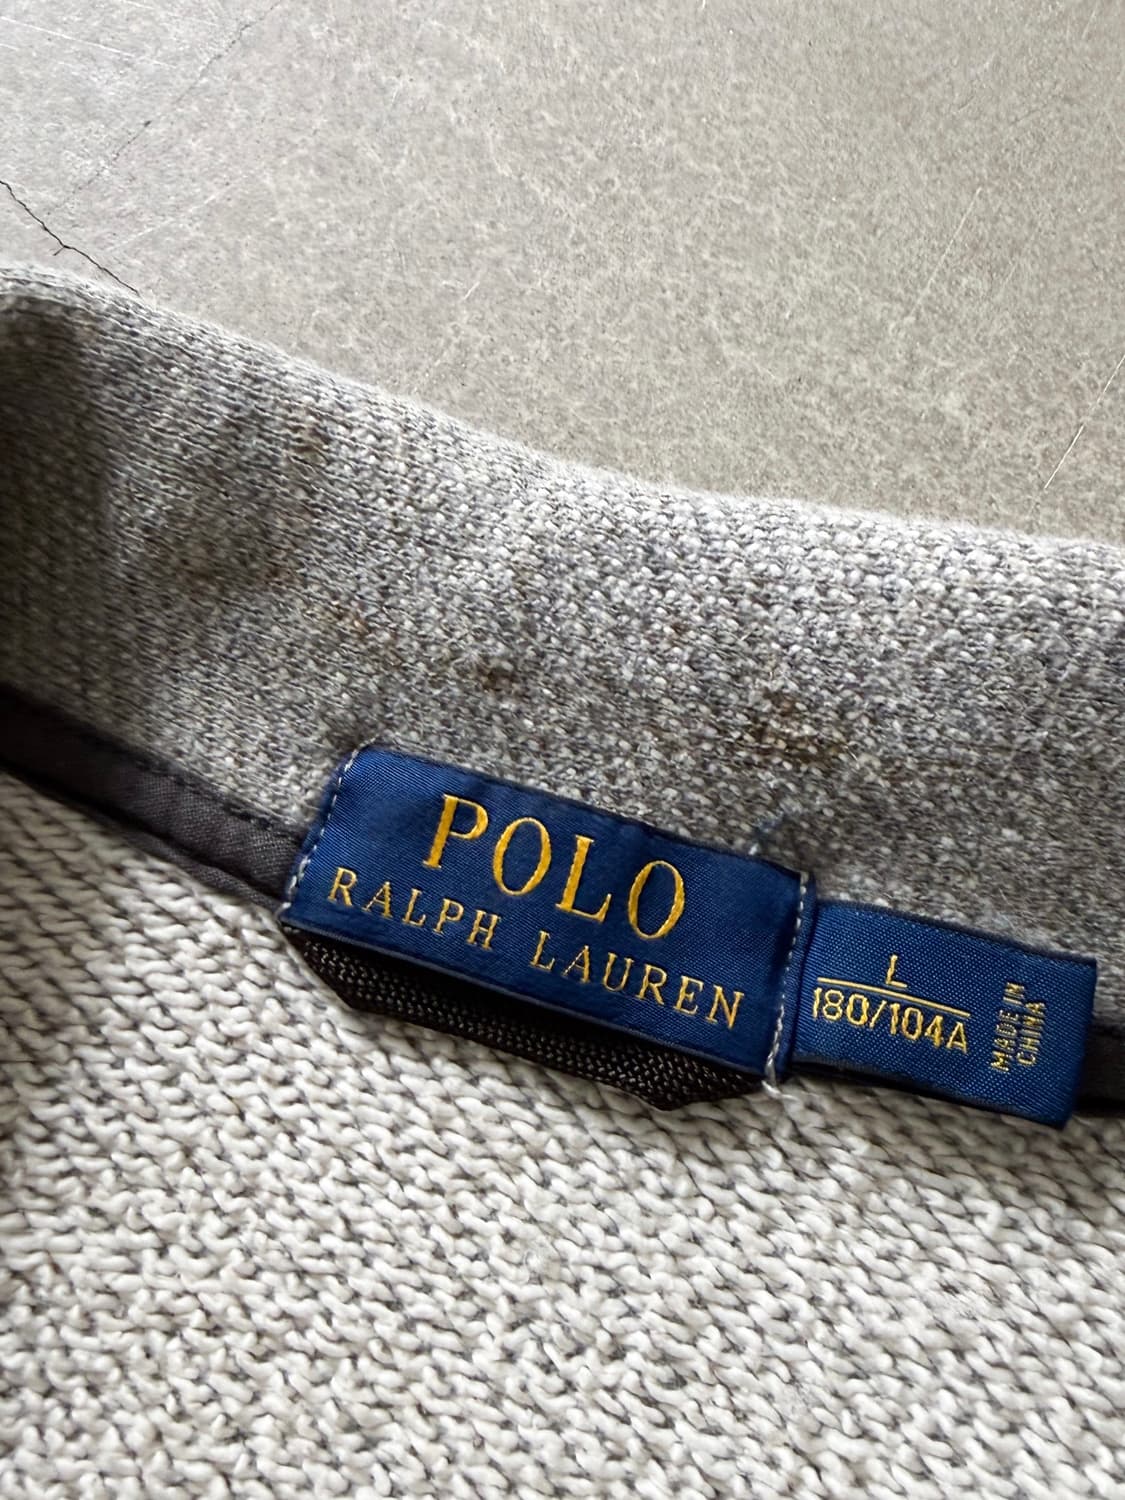 POLO
RALPH LAUREN
L
180/104A
MADE IN
CHINA